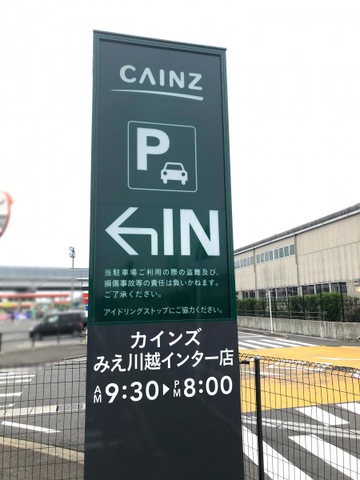 CAINZ
P
IN
当駐車場ご利用の際の盗難及び、
損傷事故等の責任は負いかねます。
ご了承ください。
アイドリングストップにご協力ください。
カインズ
みえ川越インター店
AM 9:30 ▶ PM 8:00